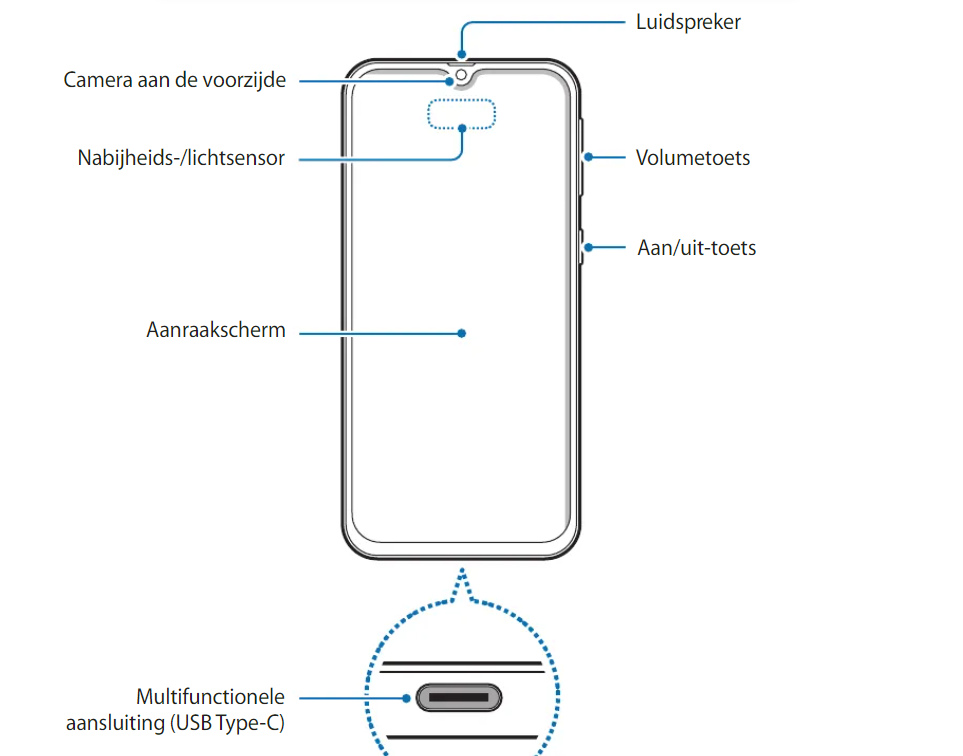 Luidspreker
Camera aan de voorzijde
Nabijheids-/lichtsensor
Volumetoets
Aan/uit-toets
Aanraakscherm
Multifunctionele
aansluiting (USB Type-C)